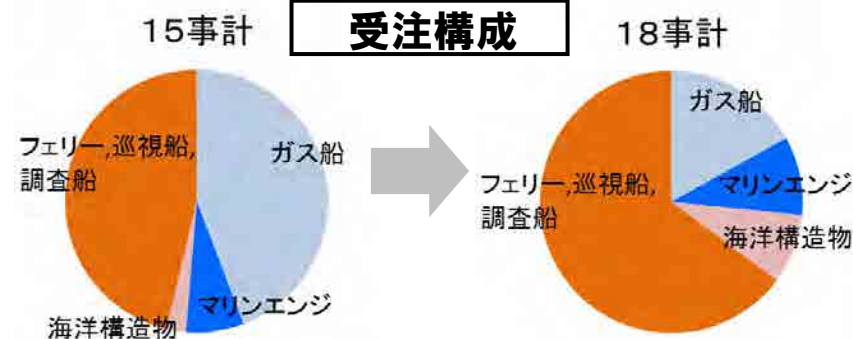 受注構成
15事計
フェリー,巡視船,
調査船
ガス船
マリンエンジ
海洋構造物
18事計
ガス船
フェリー,巡視船,
調査船
マリンエンジ
海洋構造物